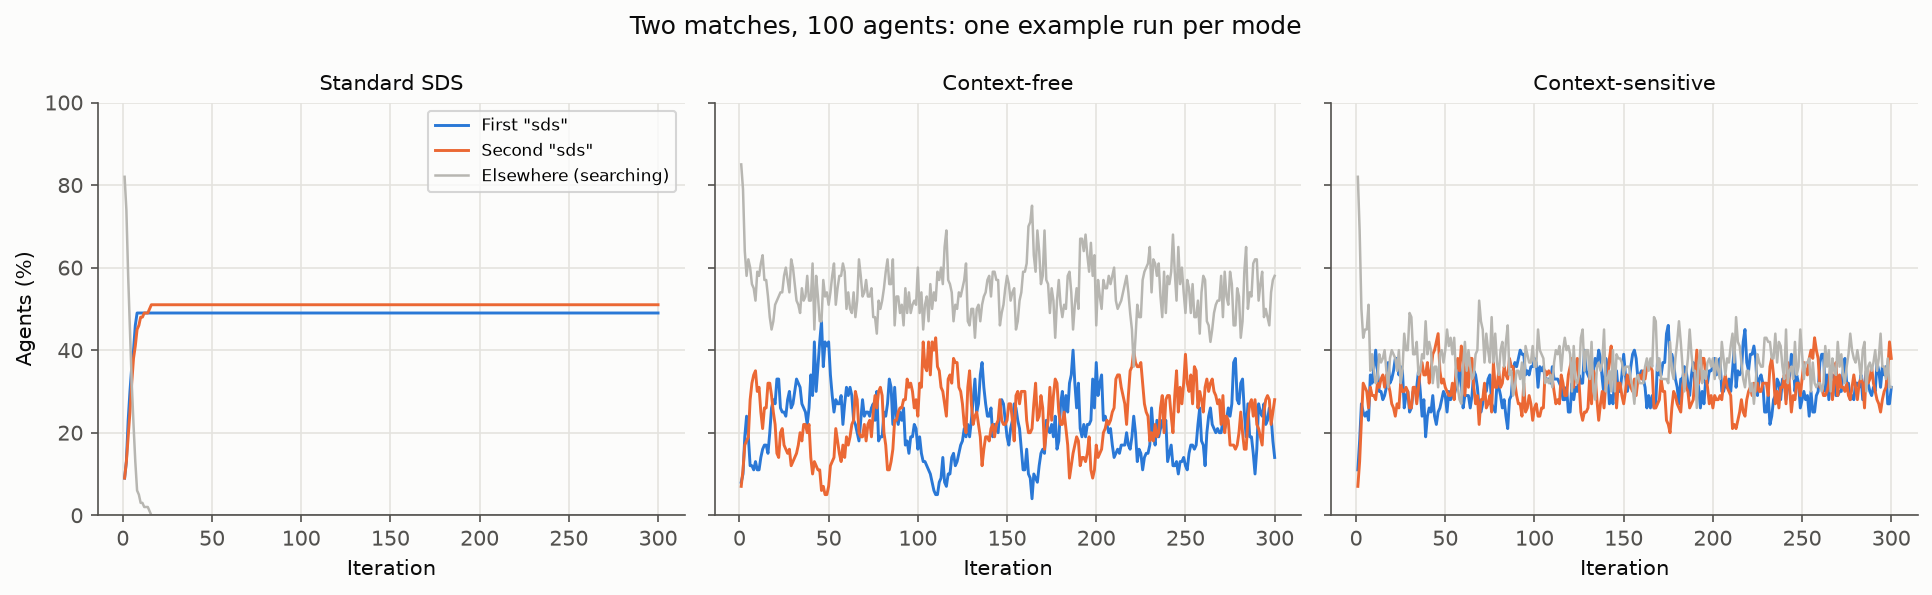 Two matches, 100 agents: one example run per mode
Standard SDS
Context-free
Context-sensitive
Agents (%)
100
80
60
40
20
0
First "sds"
Second "sds"
Elsewhere (searching)
0 50 100 150 200 250 300
0 50 100 150 200 250 300
0 50 100 150 200 250 300
Iteration
Iteration
Iteration